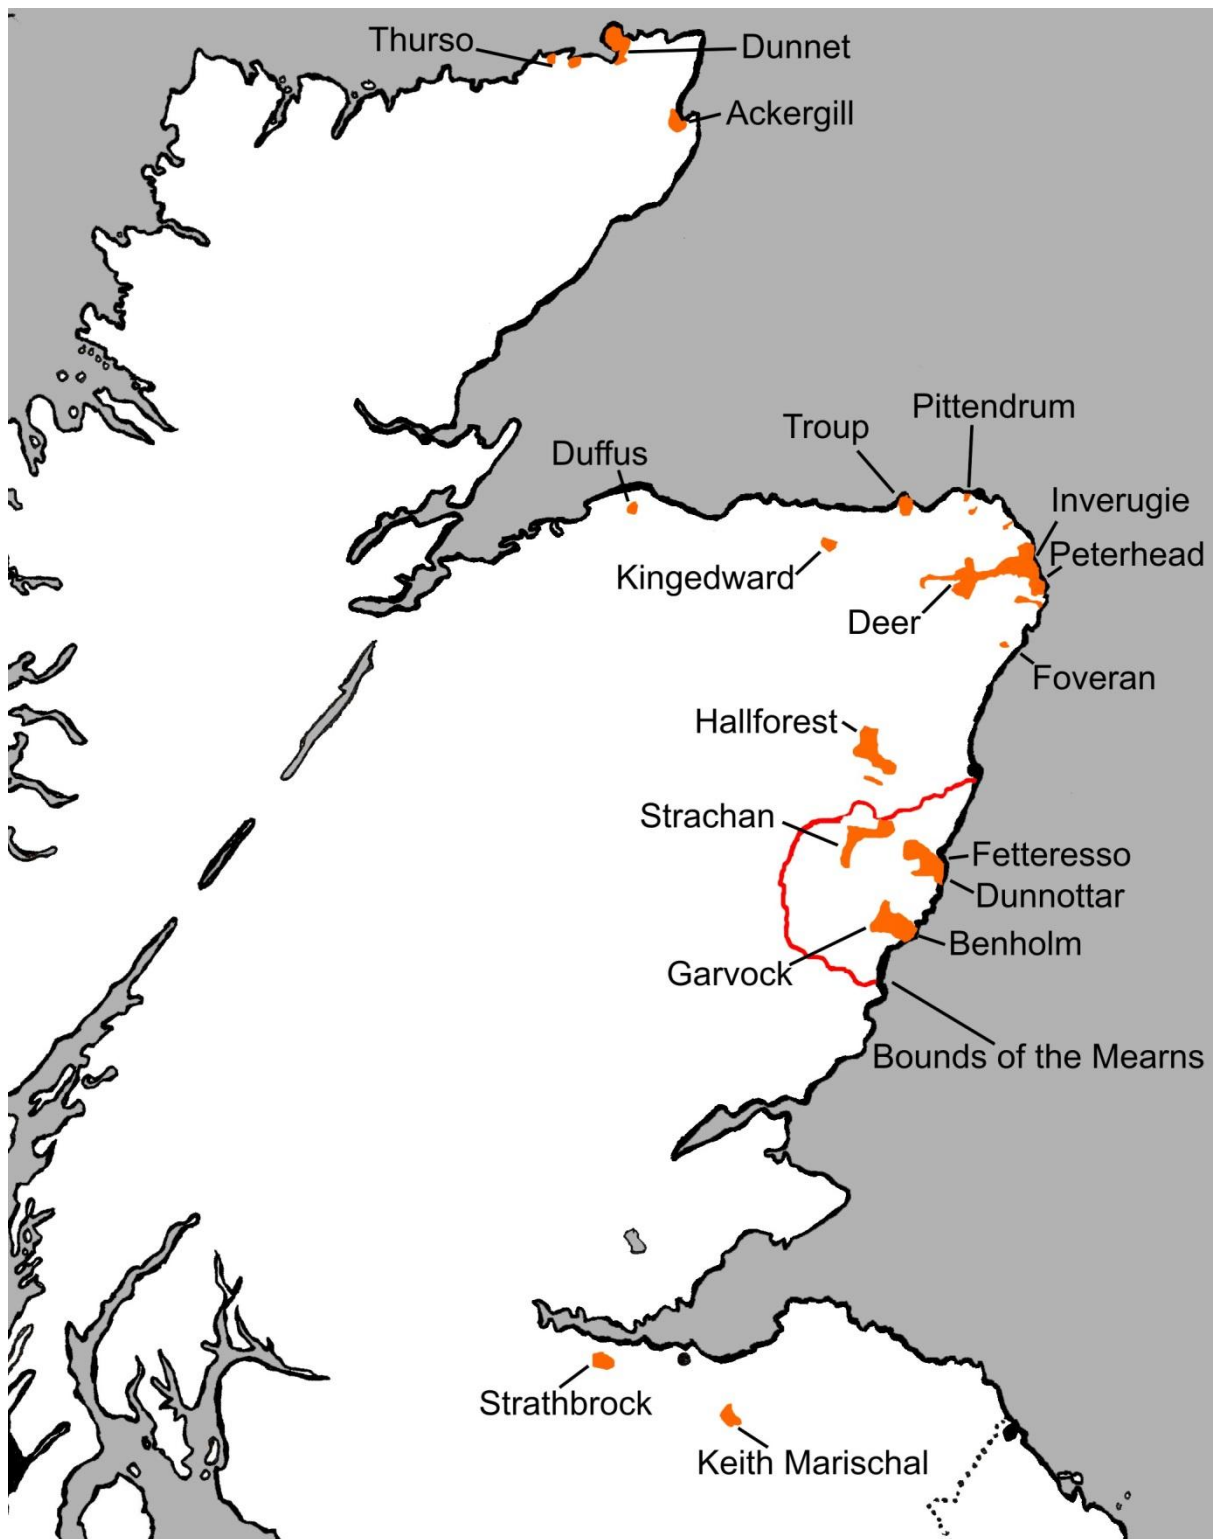 Thurso
Dunnet
Ackergill
Pittendrum
Troup
Duffus
Inverugie
Peterhead
Kingedward
Deer
Foveran
Hallforest
Strachan
Fetteresso
Dunnottar
Benholm
Garvock
Bounds of the Mearns
Strathbrock
Keith Marischal